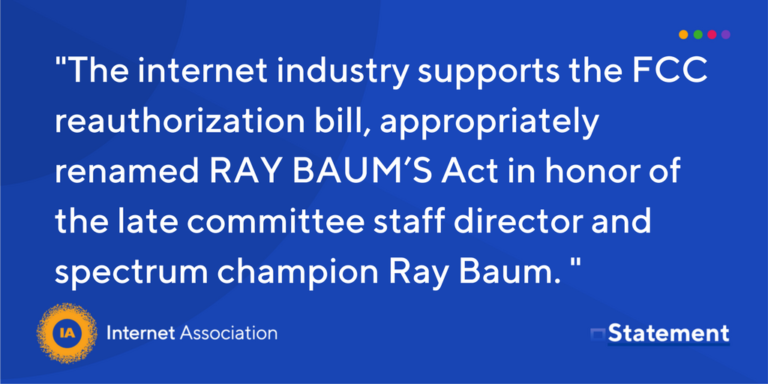 "The internet industry supports the FCC
reauthorization bill, appropriately
renamed RAY BAUM’S Act in honor of
the late committee staff director and
spectrum champion Ray Baum. "
IA
Internet Association
Statement